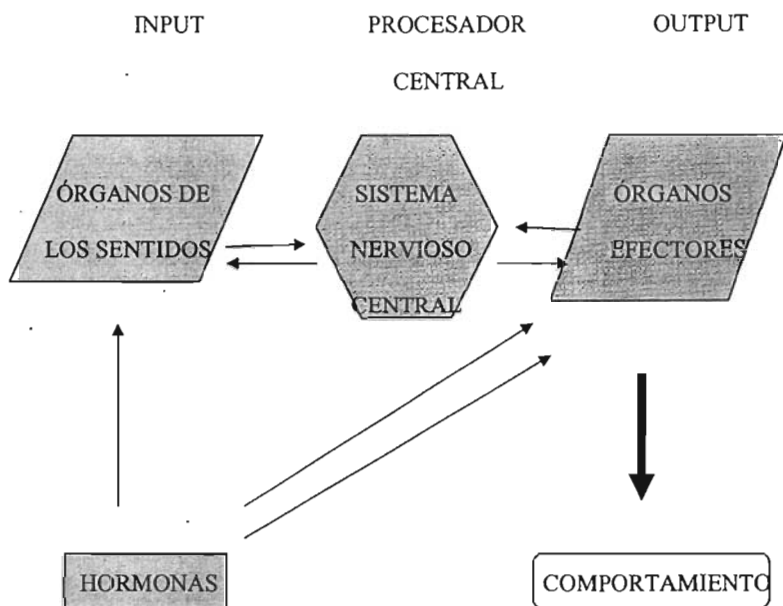 INPUT
PROCESADOR
CENTRAL
OUTPUT
ÓRGANOS DE
LOS SENTIDOS
SISTEMA
NERVIOSO
CENTRAL
ÓRGANOS
EFECTORES
HORMONAS
COMPORTAMIENTO